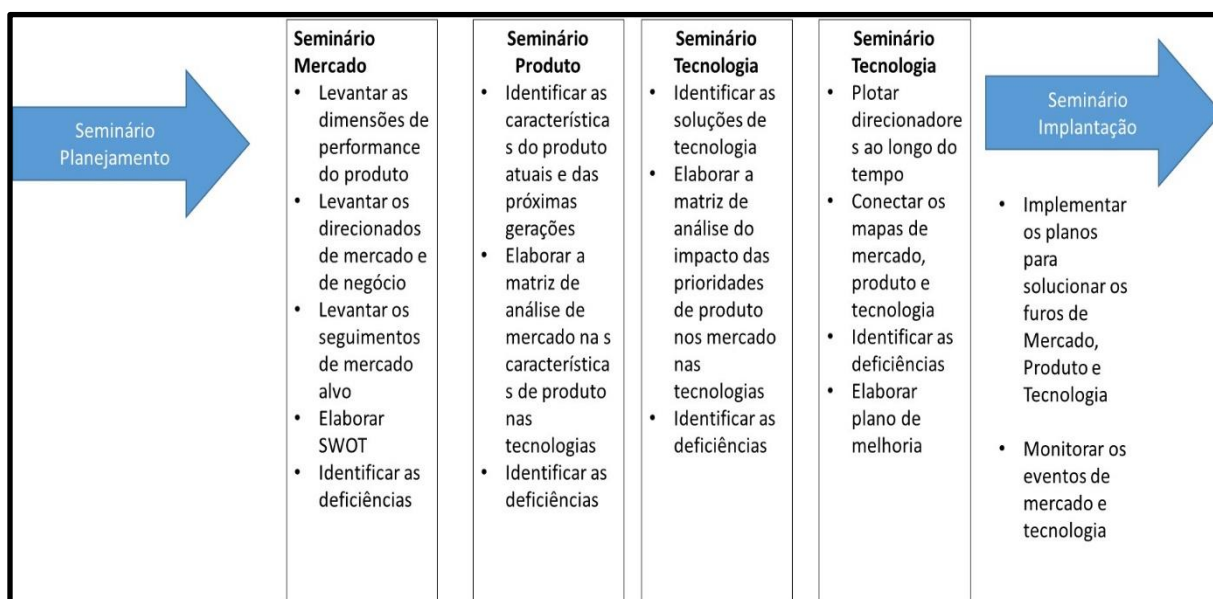 Seminário
Planejamento
Seminário
Mercado
• Levantar as
dimensões de
performance
do produto
• Levantar os
direcionados
de mercado e
de negócio
• Levantar os
seguimentos
de mercado
alvo
• Elaborar
SWOT
• Identificar as
deficiências
Seminário
Produto
• Identificar as
característica
s do produto
atuais e das
próximas
gerações
• Elaborar a
matriz de
análise de
mercado na s
característica
s de produto
nas
tecnologias
• Identificar as
deficiências
Seminário
Tecnologia
• Identificar as
soluções de
tecnologia
• Elaborar a
matriz de
análise do
impacto das
prioridades
de produto
nos mercado
nas
tecnologias
• Identificar as
deficiências
Seminário
Tecnologia
• Plotar
direcionadore
s ao longo do
tempo
• Conectar os
mapas de
mercado,
produto e
tecnologia
• Identificar as
deficiências
• Elaborar
plano de
melhoria
Seminário
Implantação
• Implementar
os planos
para
solucionar os
furos de
Mercado,
Produto e
Tecnologia
• Monitorar os
eventos de
mercado e
tecnologia